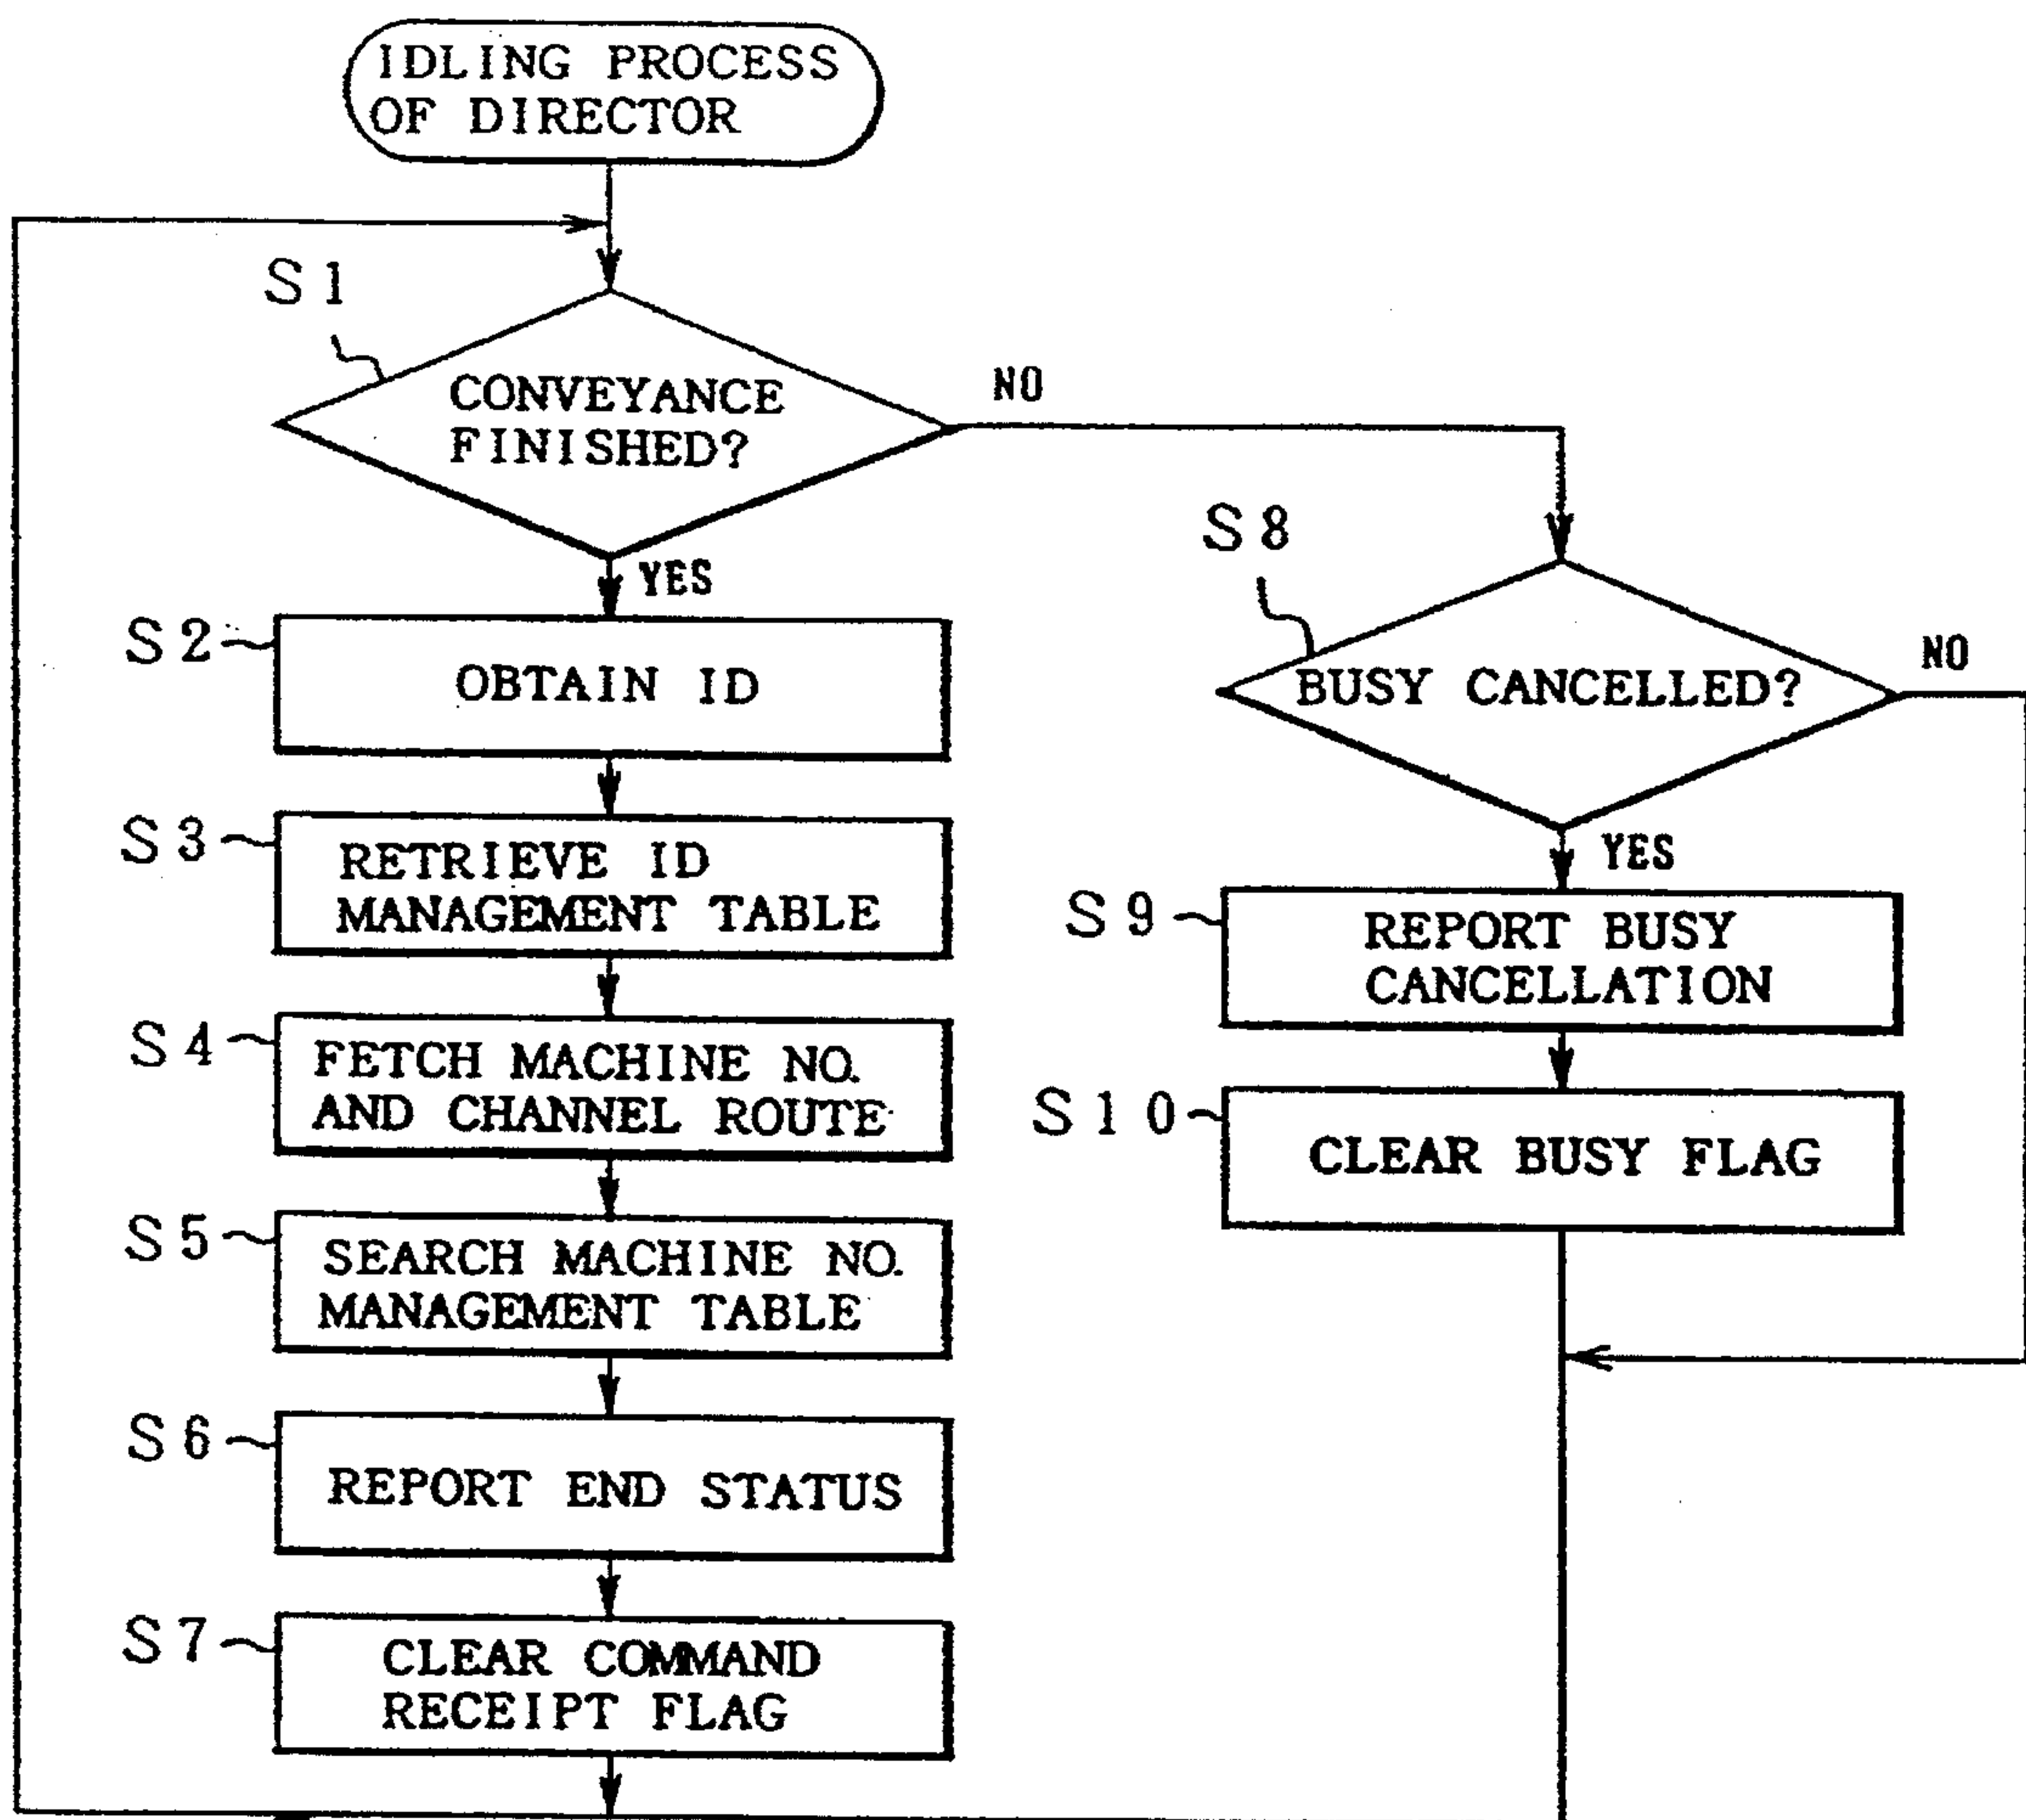 IDLING PROCESS
OF DIRECTOR
S1
CONVEYANCE
FINISHED?
NO
YES
S2
OBTAIN ID
S3
RETRIEVE ID
MANAGEMENT TABLE
S4
FETCH MACHINE NO.
AND CHANNEL ROUTE
S5
SEARCH MACHINE NO.
MANAGEMENT TABLE
S6
REPORT END STATUS
S7
CLEAR COMMAND
RECEIPT FLAG
S8
BUSY CANCELLED?
NO
YES
S9
REPORT BUSY
CANCELLATION
S10
CLEAR BUSY FLAG